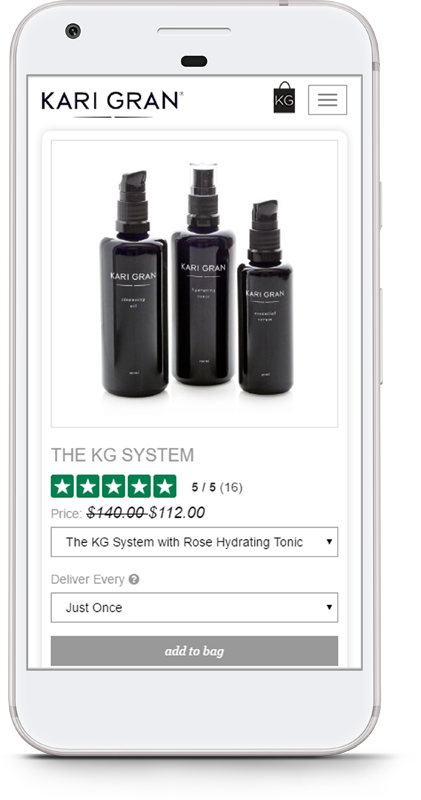 KARI GRAN®
KG
KARI GRAN
cleansing
oil
KARI GRAN
hydrating
tonic
KARI GRAN
essential
serum
THE KG SYSTEM
5 / 5 (16)
Price: $140.00 $112.00
The KG System with Rose Hydrating Tonic
Deliver Every
Just Once
add to bag